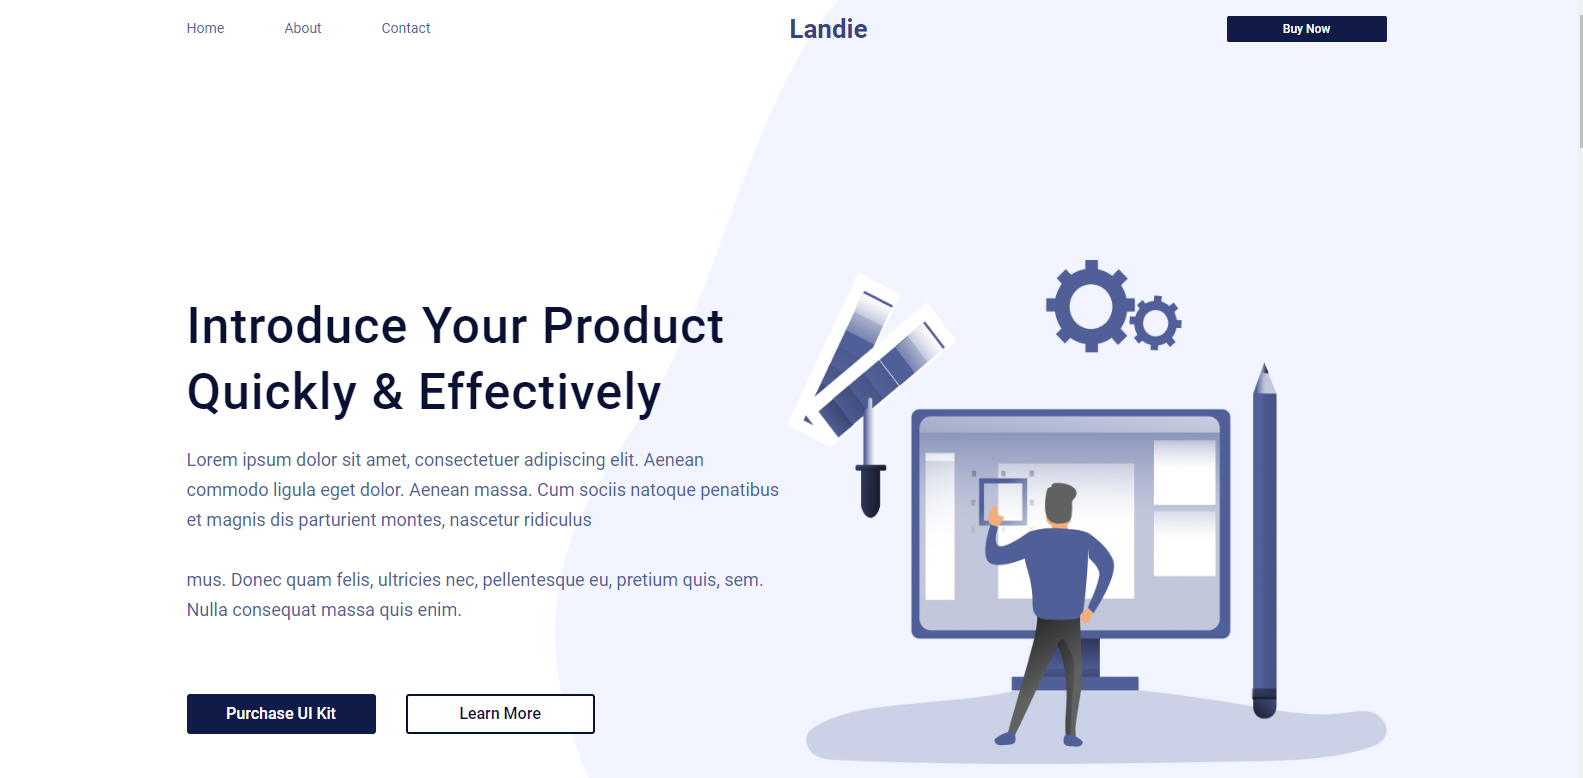 Home About Contact Landie Buy Now
Introduce Your Product
Quickly & Effectively
Lorem ipsum dolor sit amet, consectetuer adipiscing elit. Aenean
commodo ligula eget dolor. Aenean massa. Cum sociis natoque penatibus
et magnis dis parturient montes, nascetur ridiculus
mus. Donec quam felis, ultricies nec, pellentesque eu, pretium quis, sem.
Nulla consequat massa quis enim.
Purchase UI Kit Learn More